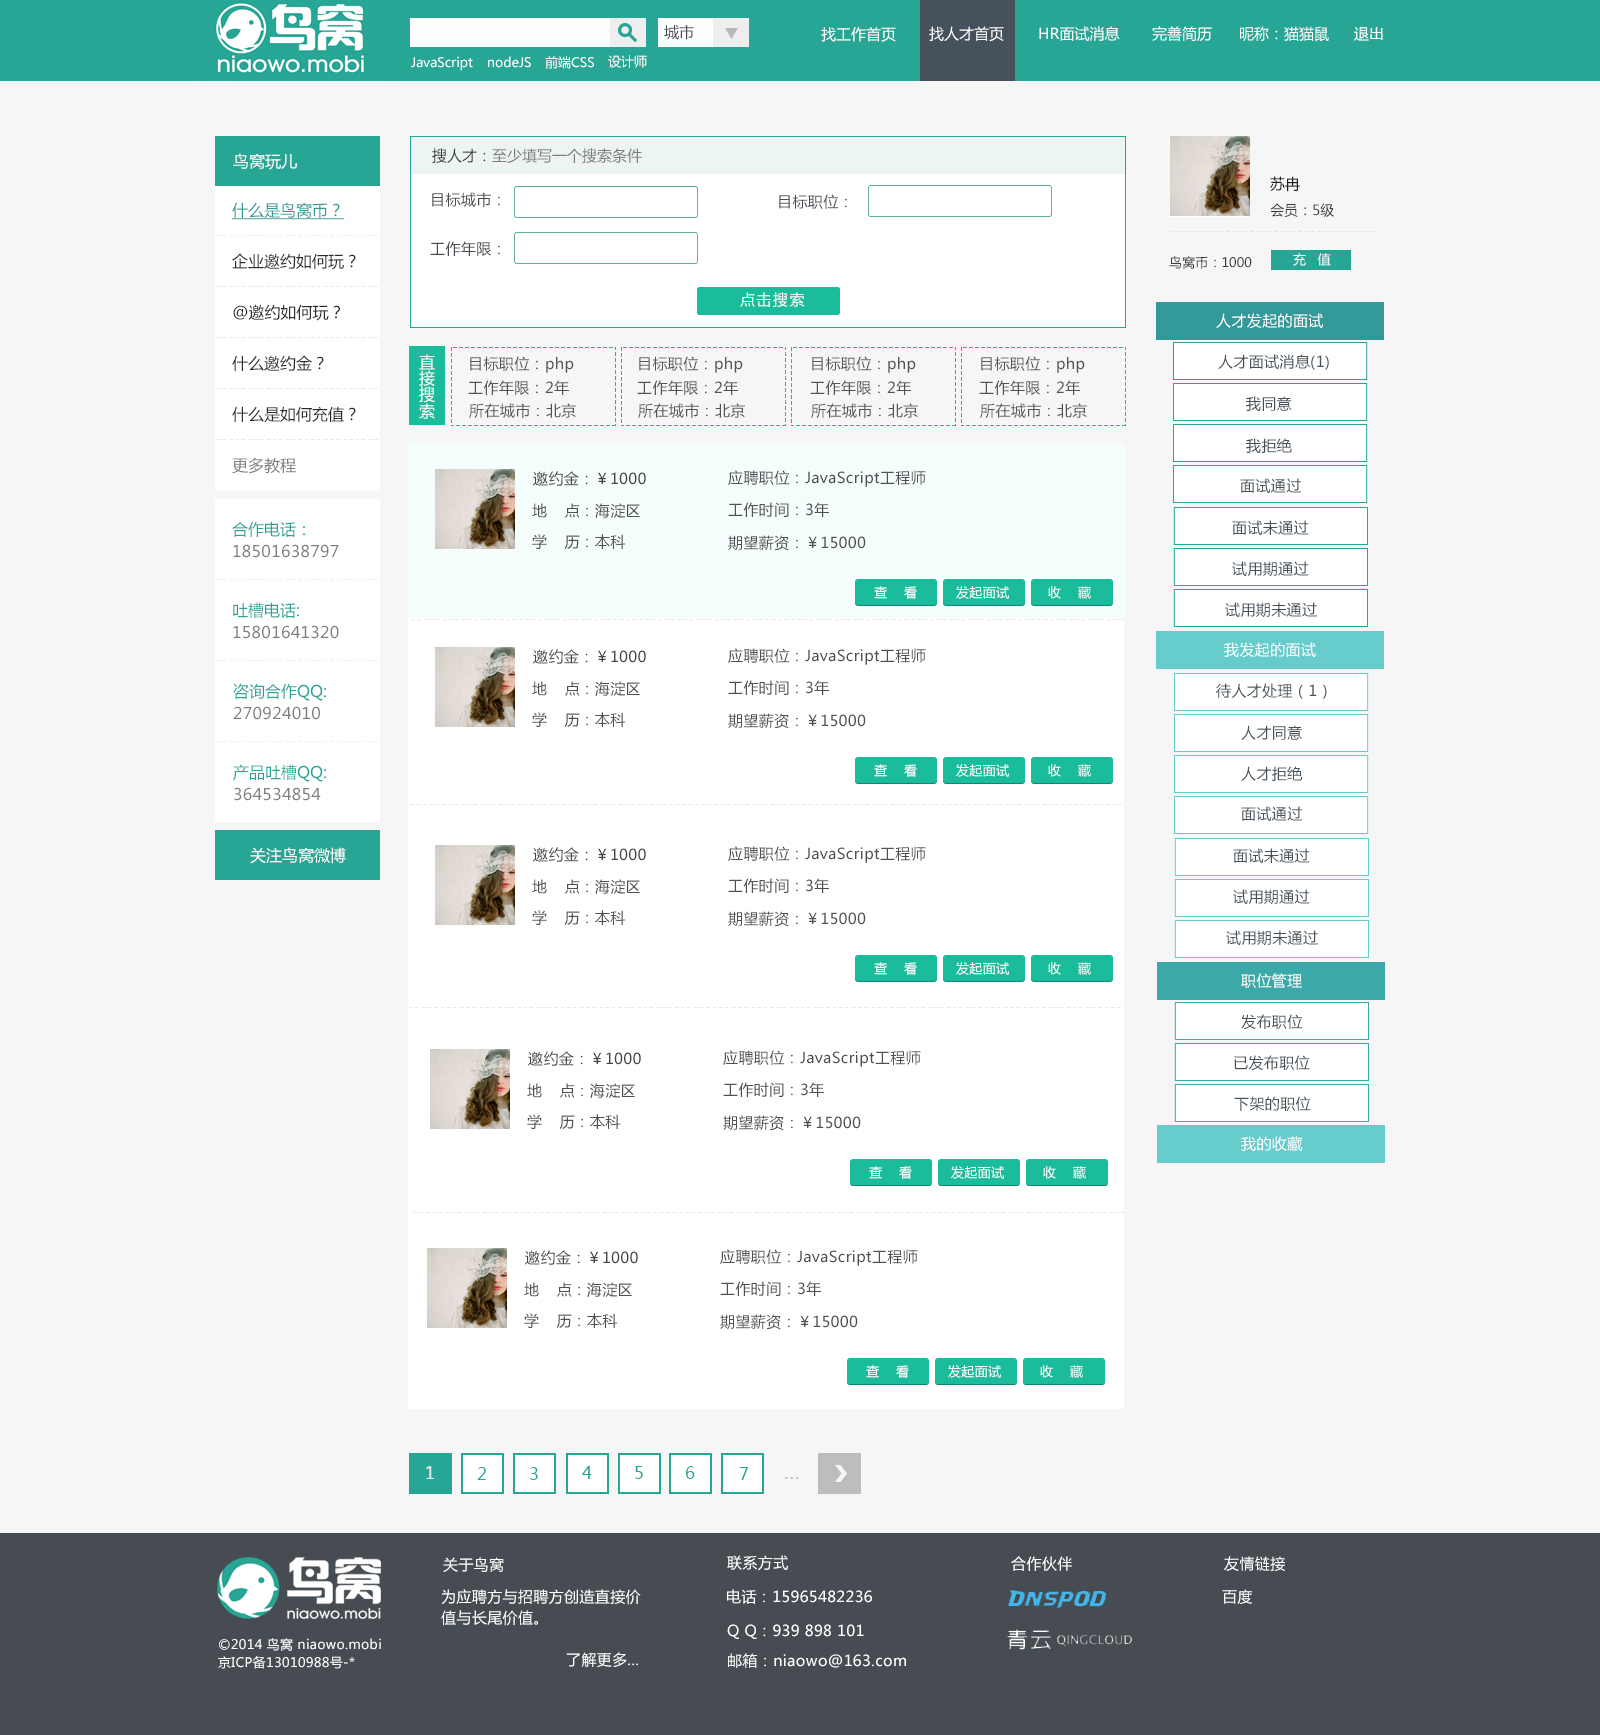 鸟窝
niaowo.mobi
城市
JavaScript nodeJS 前端CSS 设计师
找工作首页 找人才首页 HR面试消息 完善简历 昵称：猫猫鼠 退出
鸟窝玩儿
什么是鸟窝币？
企业邀约如何玩？
@邀约如何玩？
什么邀约金？
什么是如何充值？
更多教程
合作电话：
18501638797
吐槽电话:
15801641320
咨询合作QQ:
270924010
产品吐槽QQ:
364534854
关注鸟窝微博
搜人才：至少填写一个搜索条件
目标城市： 目标职位：
工作年限：
点击搜索
直接搜索
目标职位：php
工作年限：2年
所在城市：北京
目标职位：php
工作年限：2年
所在城市：北京
目标职位：php
工作年限：2年
所在城市：北京
目标职位：php
工作年限：2年
所在城市：北京
邀约金：￥1000 应聘职位：JavaScript工程师
地 点：海淀区 工作时间：3年
学 历：本科 期望薪资：￥15000
查 看 发起面试 收 藏
邀约金：￥1000 应聘职位：JavaScript工程师
地 点：海淀区 工作时间：3年
学 历：本科 期望薪资：￥15000
查 看 发起面试 收 藏
邀约金：￥1000 应聘职位：JavaScript工程师
地 点：海淀区 工作时间：3年
学 历：本科 期望薪资：￥15000
查 看 发起面试 收 藏
邀约金：￥1000 应聘职位：JavaScript工程师
地 点：海淀区 工作时间：3年
学 历：本科 期望薪资：￥15000
查 看 发起面试 收 藏
邀约金：￥1000 应聘职位：JavaScript工程师
地 点：海淀区 工作时间：3年
学 历：本科 期望薪资：￥15000
查 看 发起面试 收 藏
1 2 3 4 5 6 7 ...
苏冉
会员：5级
鸟窝币：1000 充 值
人才发起的面试
人才面试消息(1)
我同意
我拒绝
面试通过
面试未通过
试用期通过
试用期未通过
我发起的面试
待人才处理（1）
人才同意
人才拒绝
面试通过
面试未通过
试用期通过
试用期未通过
职位管理
发布职位
已发布职位
下架的职位
我的收藏
鸟窝
niaowo.mobi
©2014 鸟窝 niaowo.mobi
京ICP备13010988号-*
关于鸟窝
为应聘方与招聘方创造直接价
值与长尾价值。
了解更多...
联系方式
电话：15965482236
Q Q：939 898 101
邮箱：niaowo@163.com
合作伙伴
DNSPOD
青云 QINGCLOUD
友情链接
百度